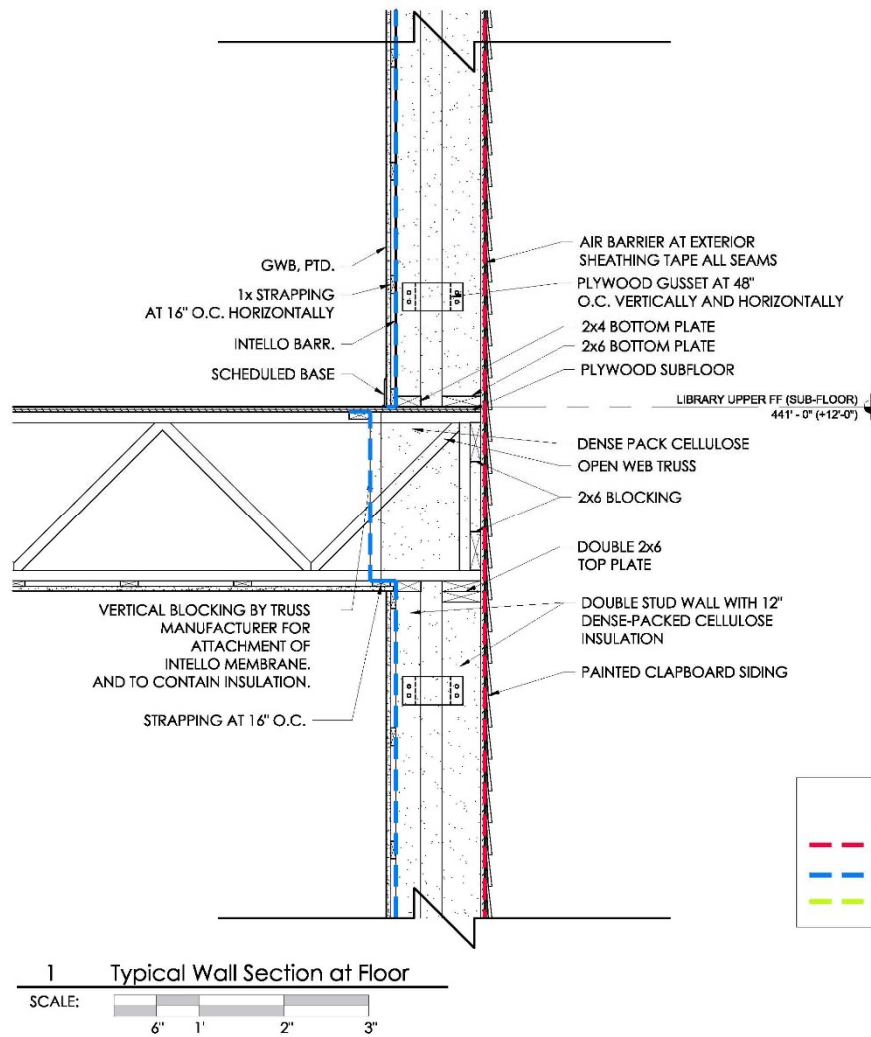 GWB, PTD.
1x STRAPPING
AT 16" O.C. HORIZONTALLY
INTELLO BARR.
SCHEDULED BASE
AIR BARRIER AT EXTERIOR
SHEATHING TAPE ALL SEAMS
PLYWOOD GUSSET AT 48"
O.C. VERTICALLY AND HORIZONTALLY
2x4 BOTTOM PLATE
2x6 BOTTOM PLATE
PLYWOOD SUBFLOOR
LIBRARY UPPER FF (SUB-FLOOR)
441' - 0" (+12'-0")
DENSE PACK CELLULOSE
OPEN WEB TRUSS
2x6 BLOCKING
DOUBLE 2x6
TOP PLATE
VERTICAL BLOCKING BY TRUSS
MANUFACTURER FOR
ATTACHMENT OF
INTELLO MEMBRANE.
AND TO CONTAIN INSULATION.
STRAPPING AT 16" O.C.
DOUBLE STUD WALL WITH 12"
DENSE-PACKED CELLULOSE
INSULATION
PAINTED CLAPBOARD SIDING
1 Typical Wall Section at Floor
SCALE:
6" 1' 2" 3"